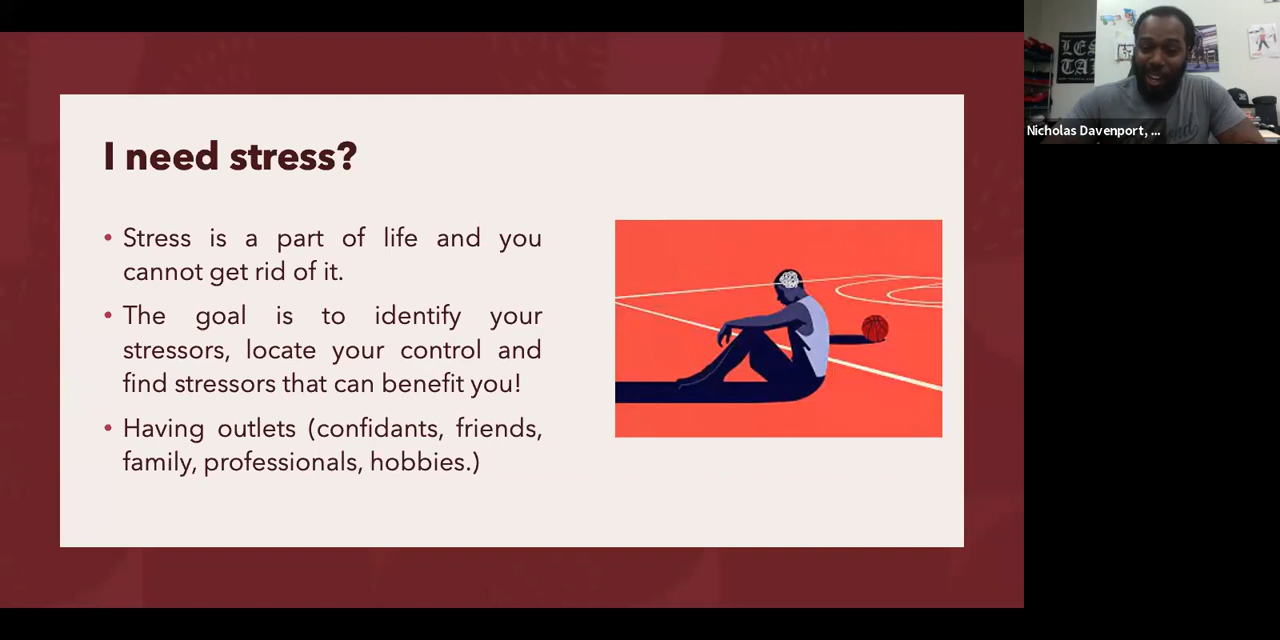 I need stress?
• Stress is a part of life and you
cannot get rid of it.
• The goal is to identify your
stressors, locate your control and
find stressors that can benefit you!
• Having outlets (confidants, friends,
family, professionals, hobbies.)
Nicholas Davenport, ...